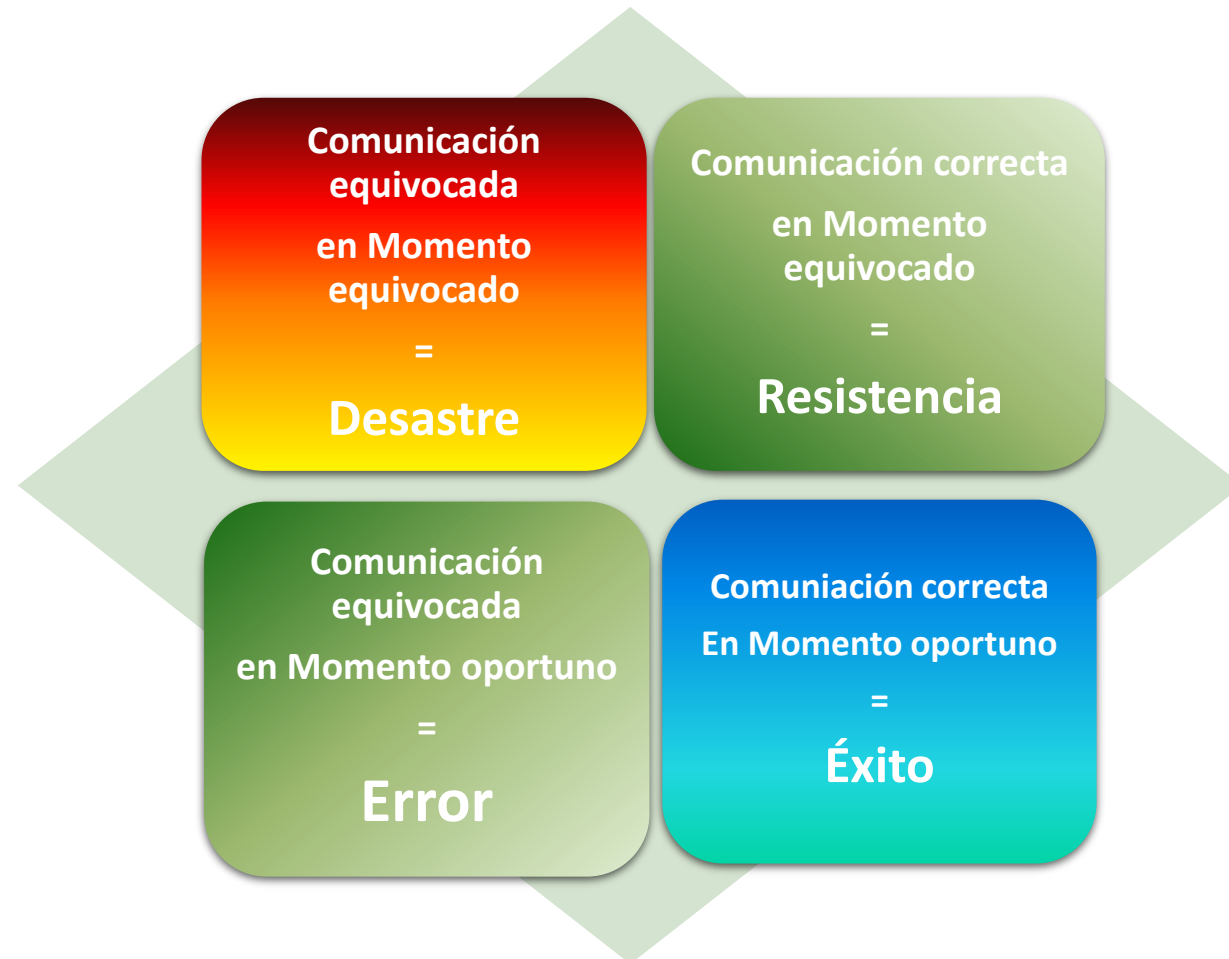 Comunicación
equivocada
en Momento
equivocado
=
Desastre
Comunicación correcta
en Momento
equivocado
=
Resistencia
Comunicación
equivocada
en Momento oportuno
=
Error
Comuniación correcta
En Momento oportuno
=
Éxito